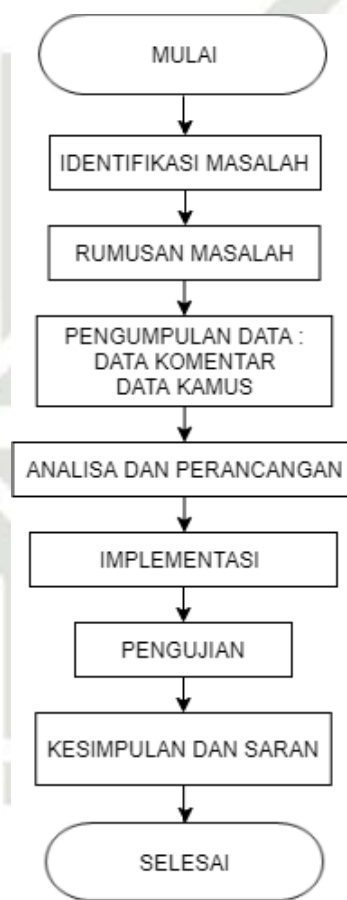 MULAI
IDENTIFIKASI MASALAH
RUMUSAN MASALAH
PENGUMPULAN DATA :
DATA KOMENTAR
DATA KAMUS
ANALISA DAN PERANCANGAN
IMPLEMENTASI
PENGUJIAN
KESIMPULAN DAN SARAN
SELESAI